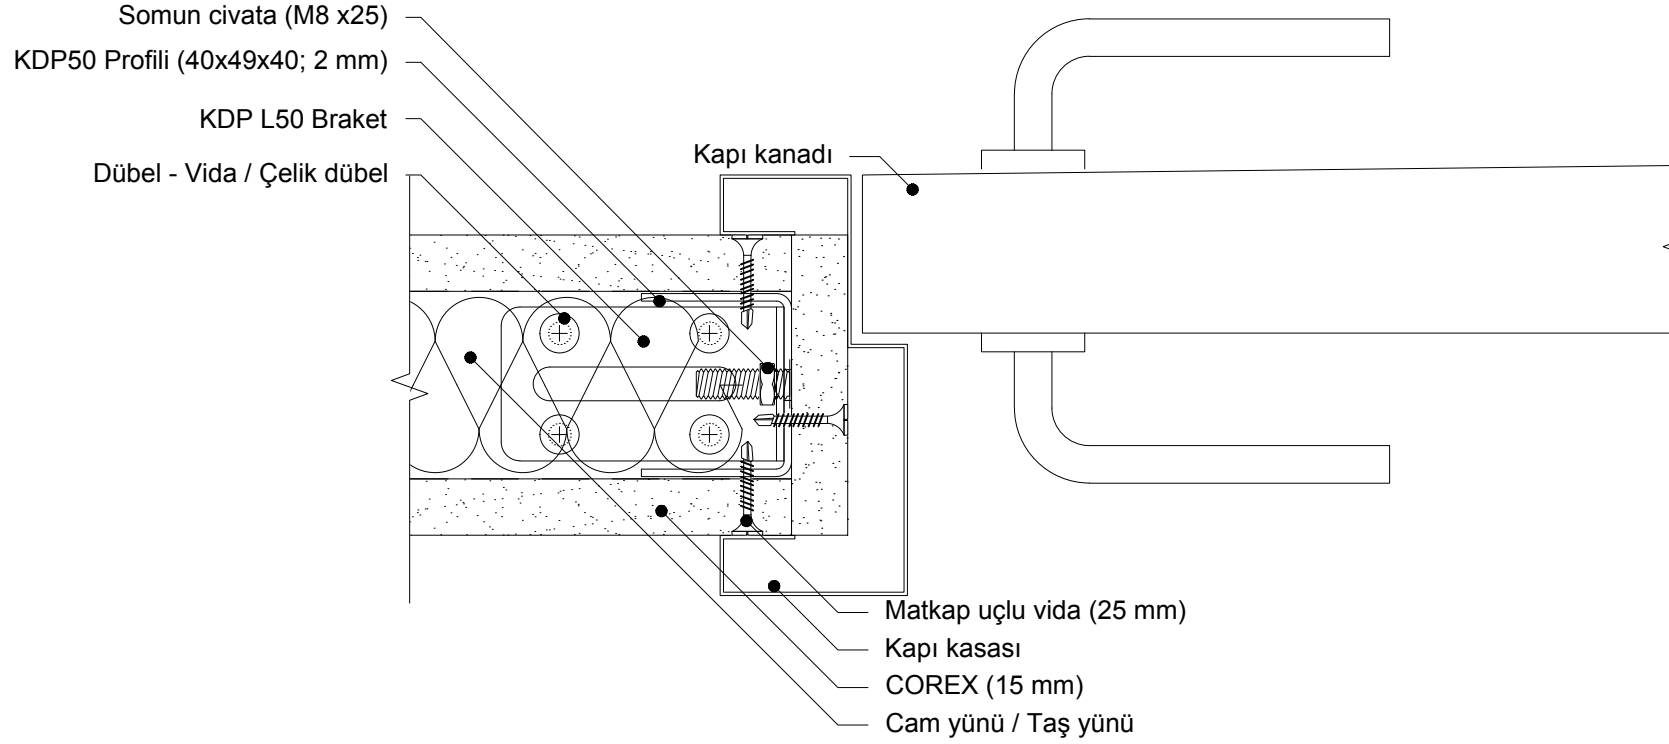 Somun civata (M8 x25)
KDP50 Profili (40x49x40; 2 mm)
KDP L50 Braket
Dübel - Vida / Çelik dübel
Kapı kanadı
Matkap uçlu vida (25 mm)
Kapı kasası
COREX (15 mm)
Cam yünü / Taş yünü